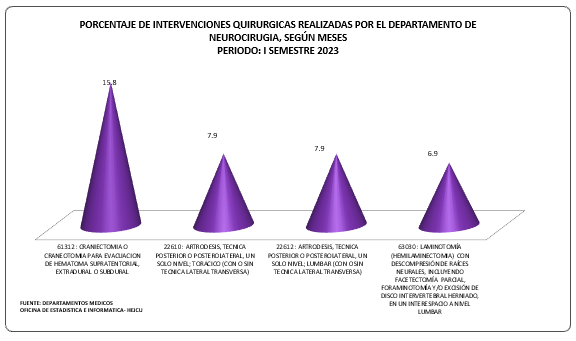 PORCENTAJE DE INTERVENCIONES QUIRURGICAS REALIZADAS POR EL DEPARTAMENTO DE
NEUROCIRUGIA, SEGÚN MESES
PERIODO: I SEMESTRE 2023
15.8
7.9
7.9
6.9
61312 : CRANIECTOMIA O
CRANEOTOMIA PARA EVACUACION
DE HEMATOMA SUPRATENTORIAL,
EXTRADURAL O SUBDURAL
22610 : ARTRODESIS, TECNICA
POSTERIOR O POSTEROLATERAL, UN
SOLO NIVEL; TORACICO (CON O SIN
TECNICA LATERAL TRANSVERSA)
22612 : ARTRODESIS, TECNICA
POSTERIOR O POSTEROLATERAL, UN
SOLO NIVEL; LUMBAR (CON O SIN
TECNICA LATERAL TRANSVERSA)
63030 : LAMINOTOMÍA
(HEMILAMINECTOMIA) CON
DESCOMPRESIÓN DE RAÍCES
NEURALES, INCLUYENDO
FACETECTOMÍA PARCIAL,
FORAMINOTOMÍA Y/O EXCISIÓN DE
DISCO INTERVERTEBRAL HERNIADO,
EN UN INTERESPACIO A NIVEL
LUMBAR
FUENTE: DEPARTAMENTOS MEDICOS
OFICINA DE ESTADISTICA E INFORMATICA- HEJCU